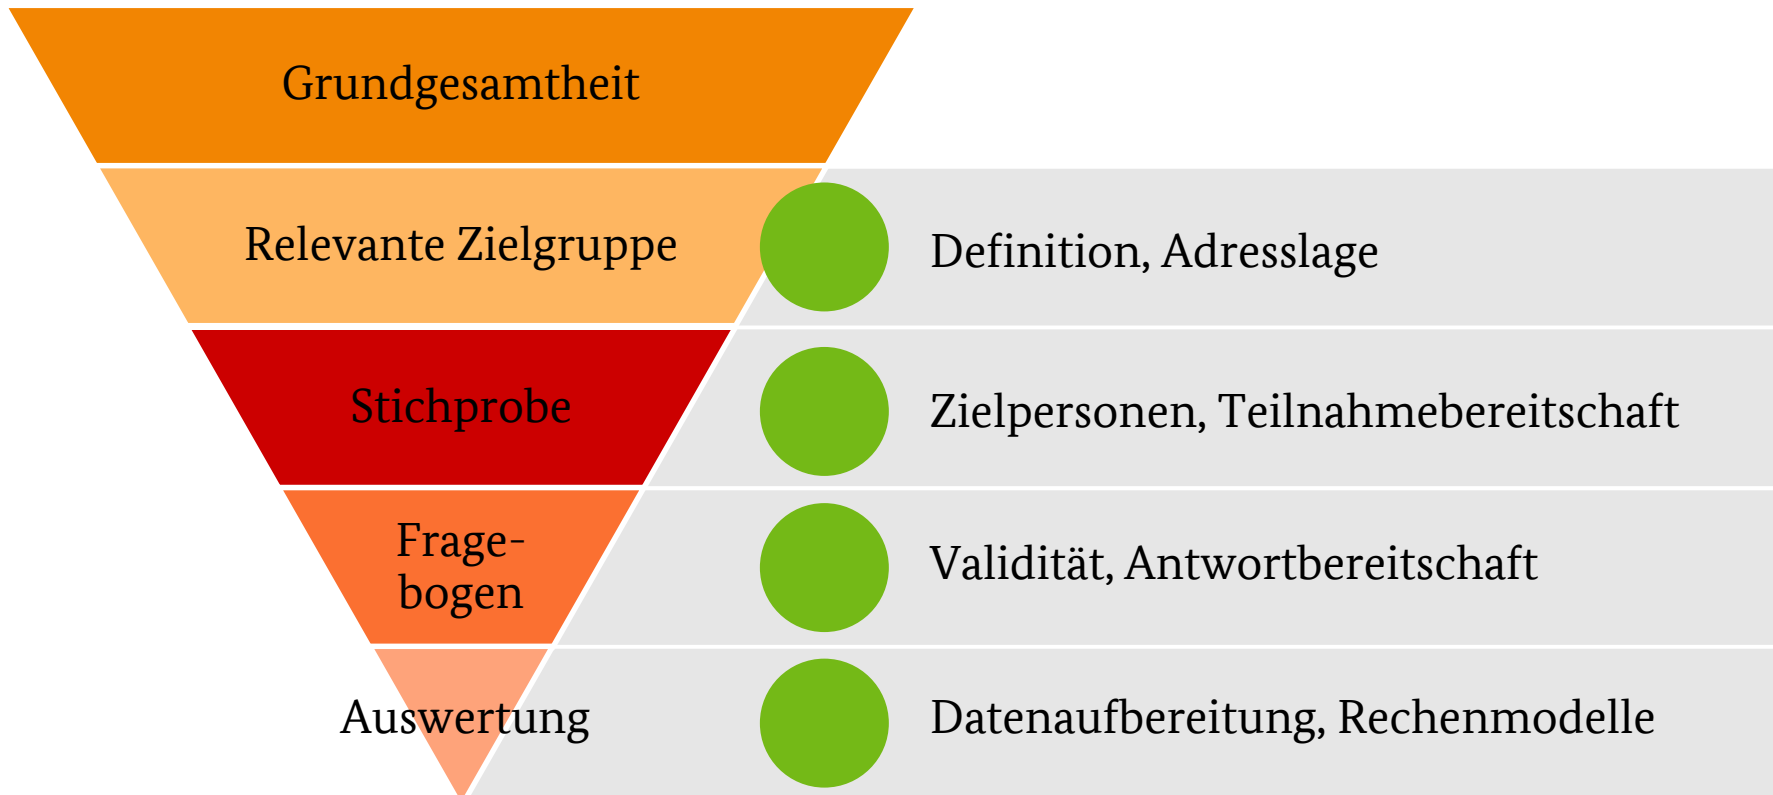 Grundgesamtheit
Relevante Zielgruppe
Definition, Adresslage
Stichprobe
Zielpersonen, Teilnahmebereitschaft
Frage-
bogen
Validität, Antwortbereitschaft
Auswertung
Datenaufbereitung, Rechenmodelle